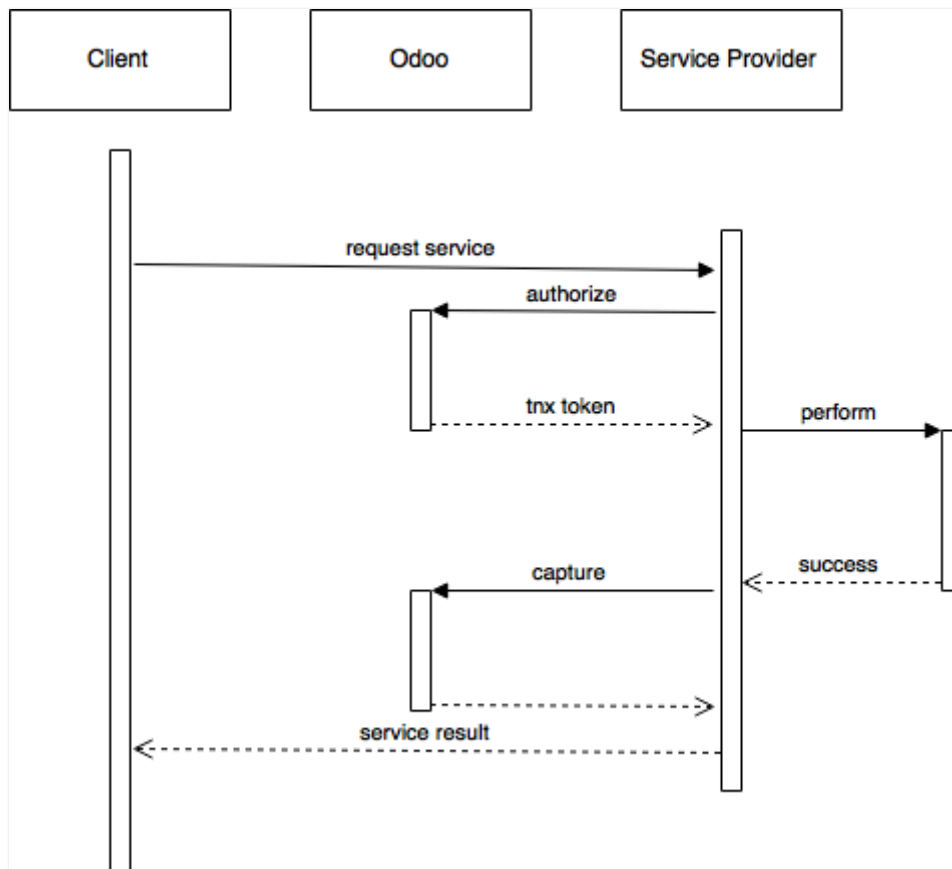 Client
Odoo
Service Provider
request service
authorize
tnx token
perform
success
capture
service result